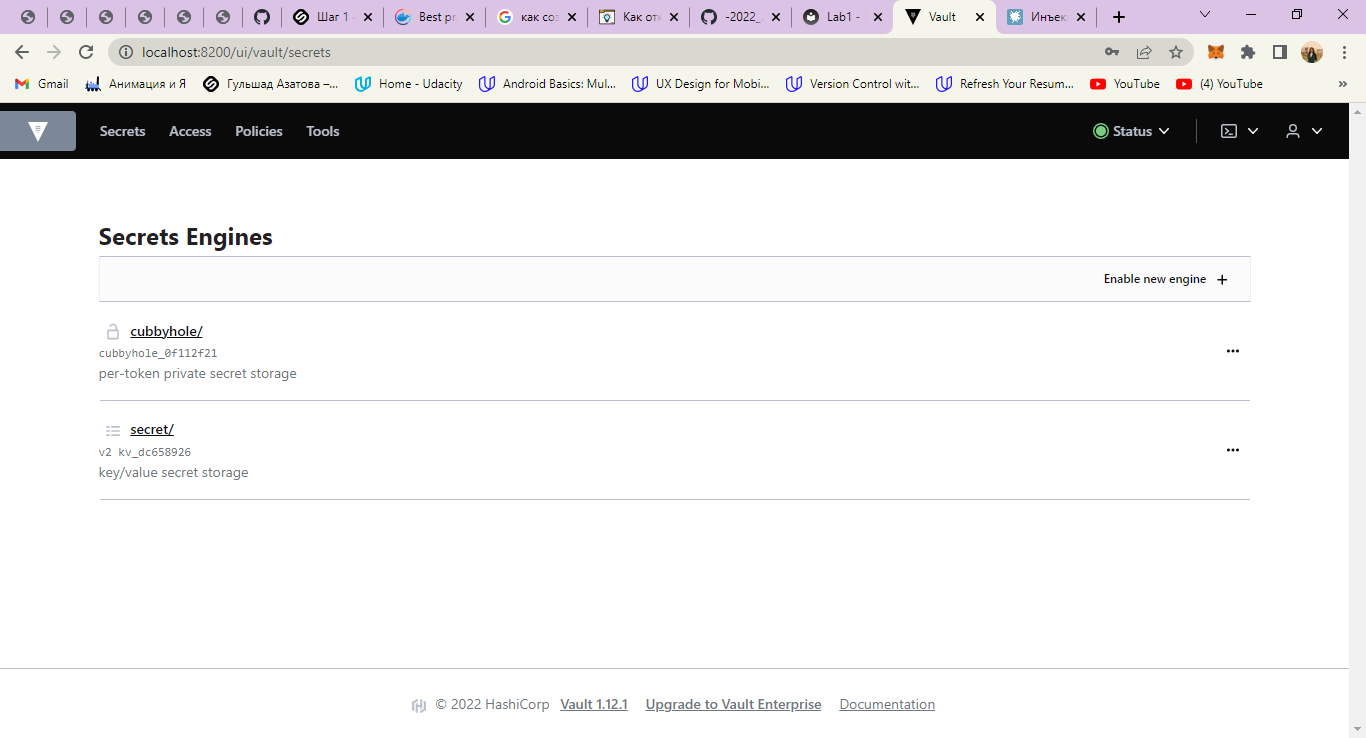 Шаг 1
Best pr
как соз
Как отк
-2022_
Lab1 -
Vault
Инъек
localhost:8200/ui/vault/secrets
Gmail
Анимация и Я
Гульшад Азатова –...
Home - Udacity
Android Basics: Mul...
UX Design for Mobi...
Version Control wit...
Refresh Your Resum...
YouTube
(4) YouTube
Secrets Access Policies Tools
Status
Secrets Engines
Enable new engine +
cubbyhole/
cubbyhole_0f112f21
per-token private secret storage
secret/
v2 kv_dc658926
key/value secret storage
© 2022 HashiCorp Vault 1.12.1 Upgrade to Vault Enterprise Documentation